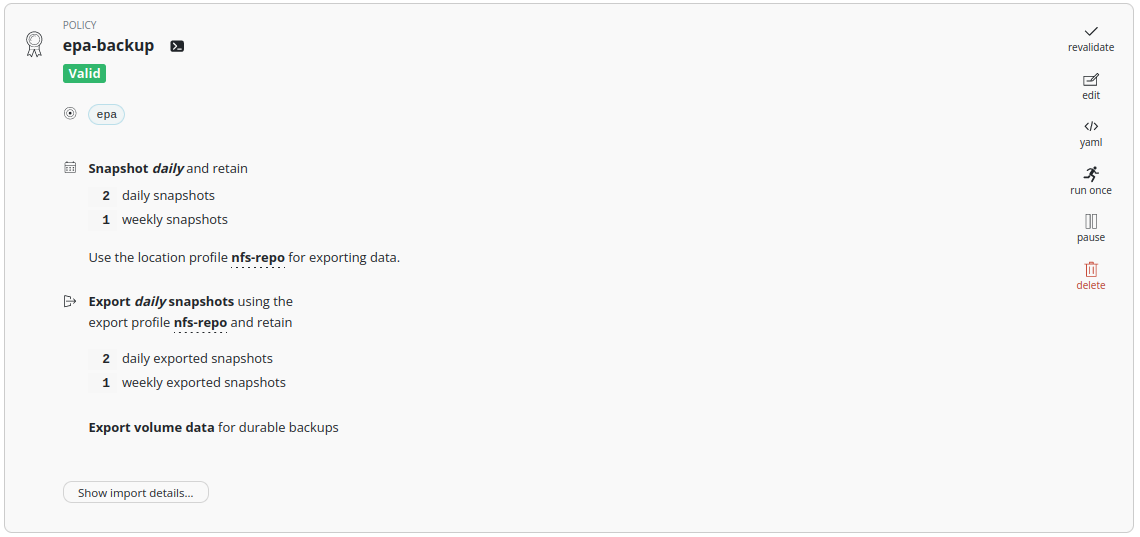 POLICY
epa-backup
Valid
epa
Snapshot daily and retain
2 daily snapshots
1 weekly snapshots
Use the location profile nfs-repo for exporting data.
Export daily snapshots using the
export profile nfs-repo and retain
2 daily exported snapshots
1 weekly exported snapshots
Export volume data for durable backups
Show import details...
revalidate
edit
yaml
run once
pause
delete